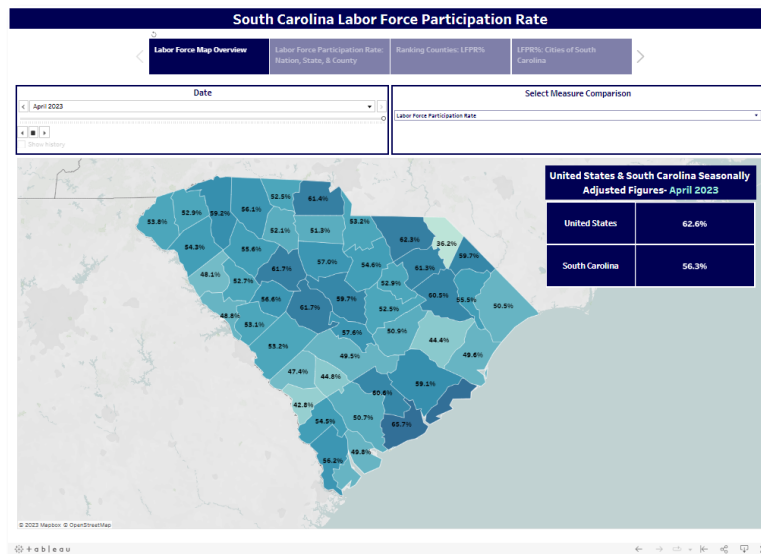 South Carolina Labor Force Participation Rate
Labor Force Map Overview
Labor Force Participation Rate:
Nation, State, & County
Ranking Counties: LFPR%
LFPR%: Cities of South
Carolina
Date
April 2023
Show history
Select Measure Comparison
Labor Force Participation Rate
United States & South Carolina Seasonally
Adjusted Figures- April 2023
United States 62.6%
South Carolina 56.3%
53.8%
52.9%
59.2%
56.1%
52.5%
61.4%
54.3%
55.6%
52.1%
51.3%
53.2%
62.3%
36.2%
59.7%
48.1%
52.7%
61.7%
57.0%
54.6%
61.3%
52.9%
48.8%
56.6%
61.7%
59.7%
52.5%
60.5%
55.5%
50.5%
53.1%
57.6%
50.9%
44.4%
49.6%
53.2%
49.5%
47.4%
44.8%
59.1%
42.8%
54.5%
50.7%
65.7%
56.2%
49.8%
© 2023 Mapbox © OpenStreetMap
+ a b l e a u